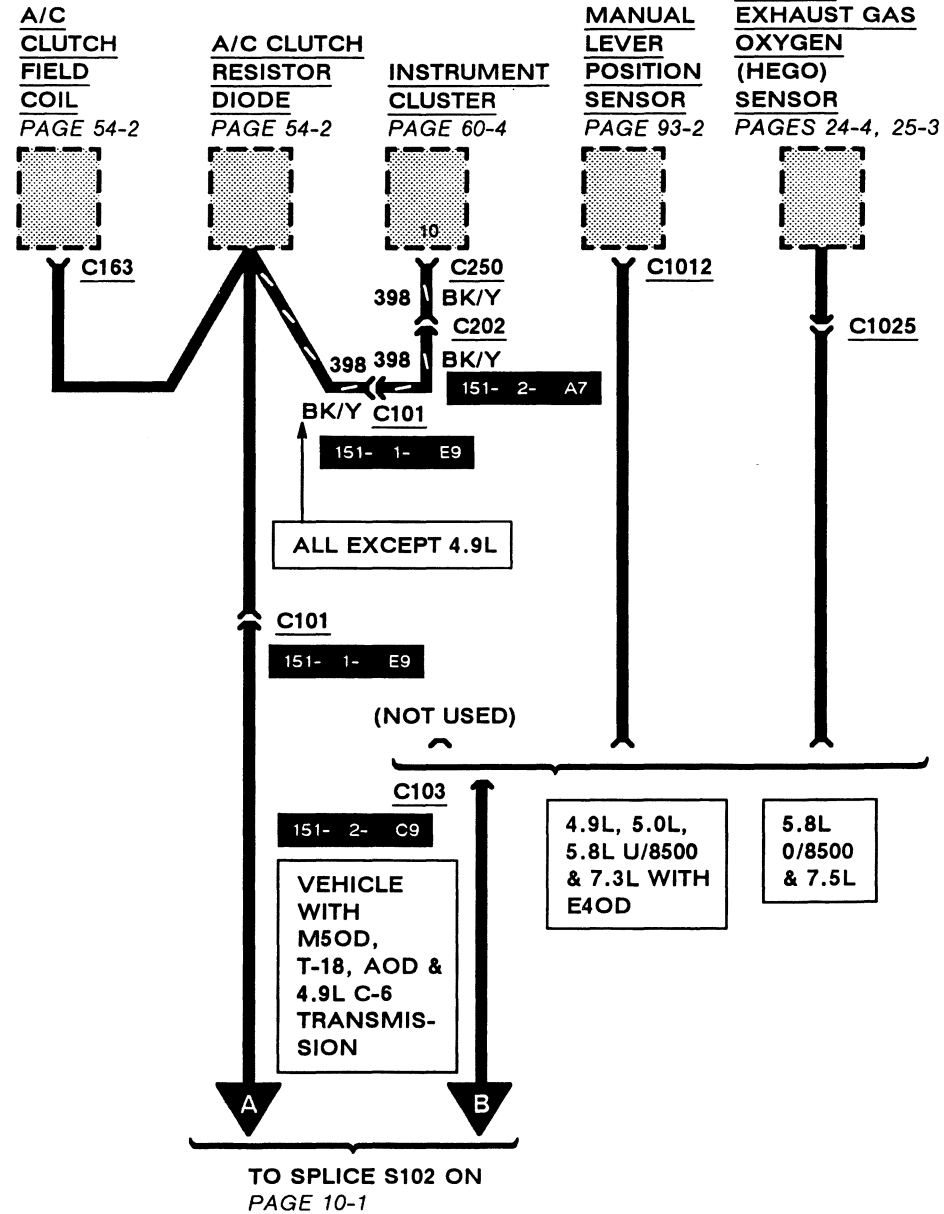 A/C
CLUTCH
FIELD
COIL
PAGE 54-2
A/C CLUTCH
RESISTOR
DIODE
PAGE 54-2
INSTRUMENT
CLUSTER
PAGE 60-4
MANUAL
LEVER
POSITION
SENSOR
PAGE 93-2
EXHAUST GAS
OXYGEN
(HEGO)
SENSOR
PAGES 24-4, 25-3
10
C163
C250
C1012
398 BK/Y
C202
C1025
398 398 BK/Y
151- 2- A7
BK/Y C101
151- 1- E9
ALL EXCEPT 4.9L
C101
151- 1- E9
(NOT USED)
C103
151- 2- C9
VEHICLE
WITH
M5OD,
T-18, AOD &
4.9L C-6
TRANSMIS-
SION
4.9L, 5.0L,
5.8L U/8500
& 7.3L WITH
E4OD
5.8L
0/8500
& 7.5L
A
B
TO SPLICE S102 ON
PAGE 10-1